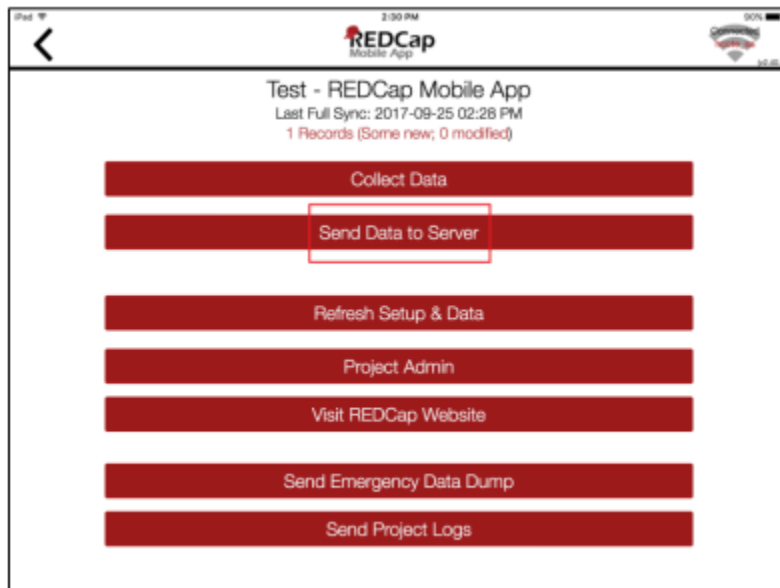 iPad
2:30 PM
90%
REDCap
Mobile App
Connected
Test - REDCap Mobile App
Last Full Sync: 2017-09-25 02:28 PM
1 Records (Some new; 0 modified)
Collect Data
Send Data to Server
Refresh Setup & Data
Project Admin
Visit REDCap Website
Send Emergency Data Dump
Send Project Logs